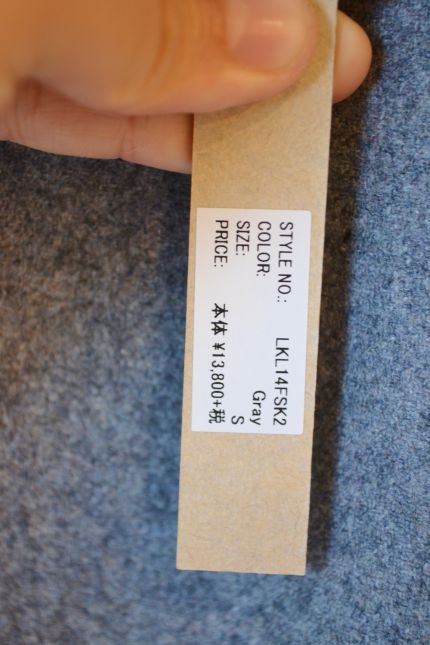 STYLE NO.: LKL14FSK2
COLOR: Gray
SIZE: S
PRICE: 本体 ¥13,800+税